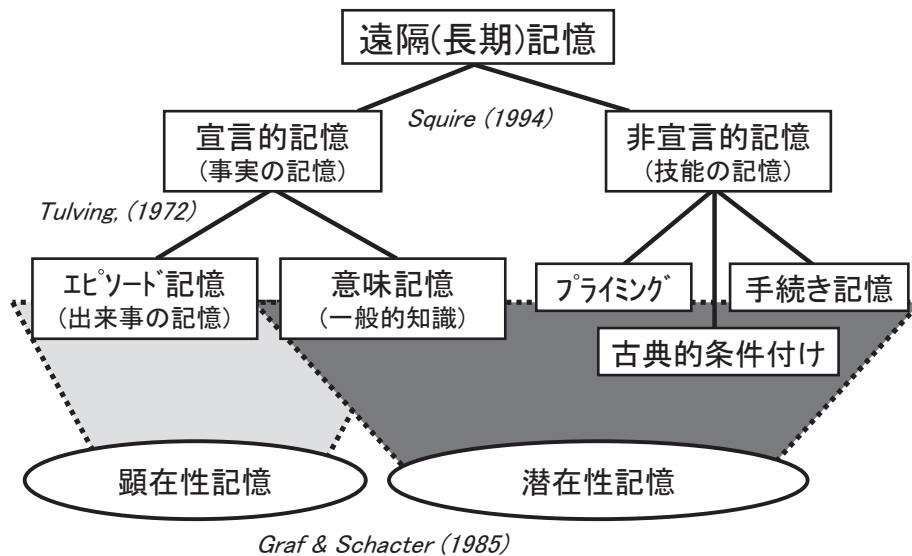 遠隔(長期)記憶
Squire (1994)
宣言的記憶
(事実の記憶)
非宣言的記憶
(技能の記憶)
Tulving, (1972)
ｴﾋﾟｿｰﾄﾞ記憶
(出来事の記憶)
意味記憶
(一般的知識)
ﾌﾟﾗｲﾐﾝｸﾞ
手続き記憶
古典的条件付け
顕在性記憶
潜在性記憶
Graf & Schacter (1985)